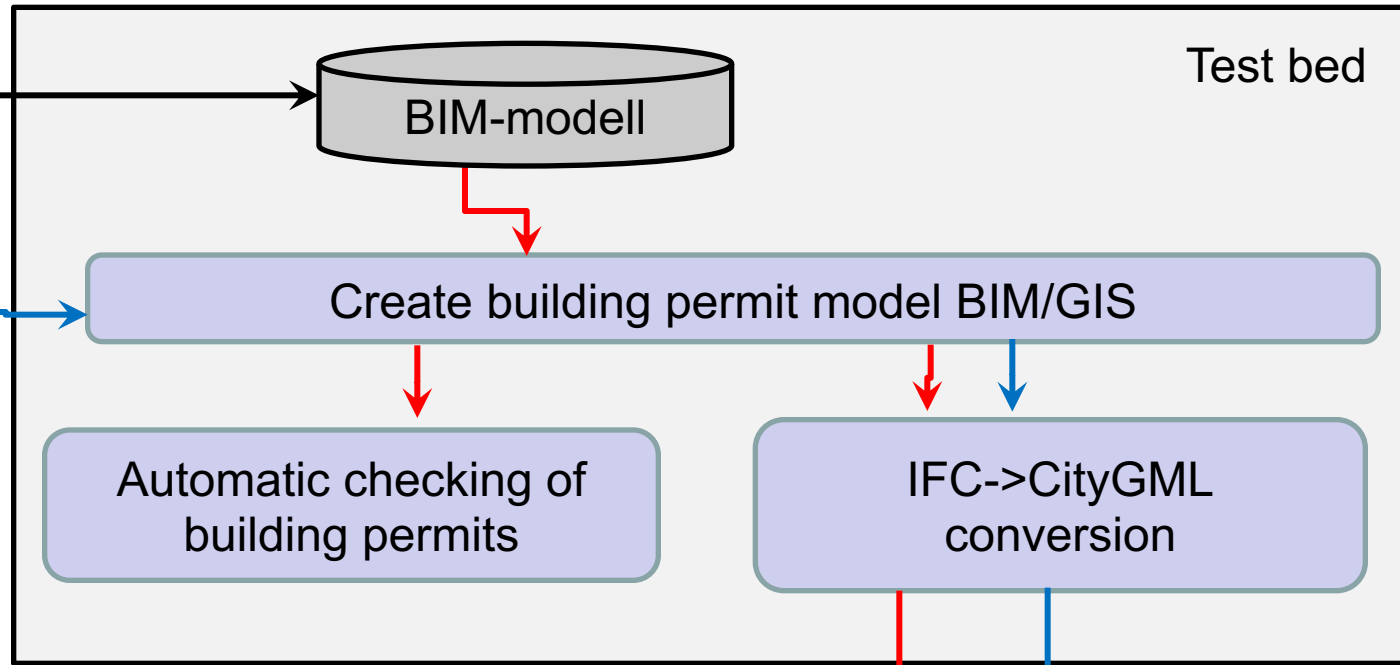 Test bed
BIM-modell
Create building permit model BIM/GIS
Automatic checking of
building permits
IFC->CityGML
conversion